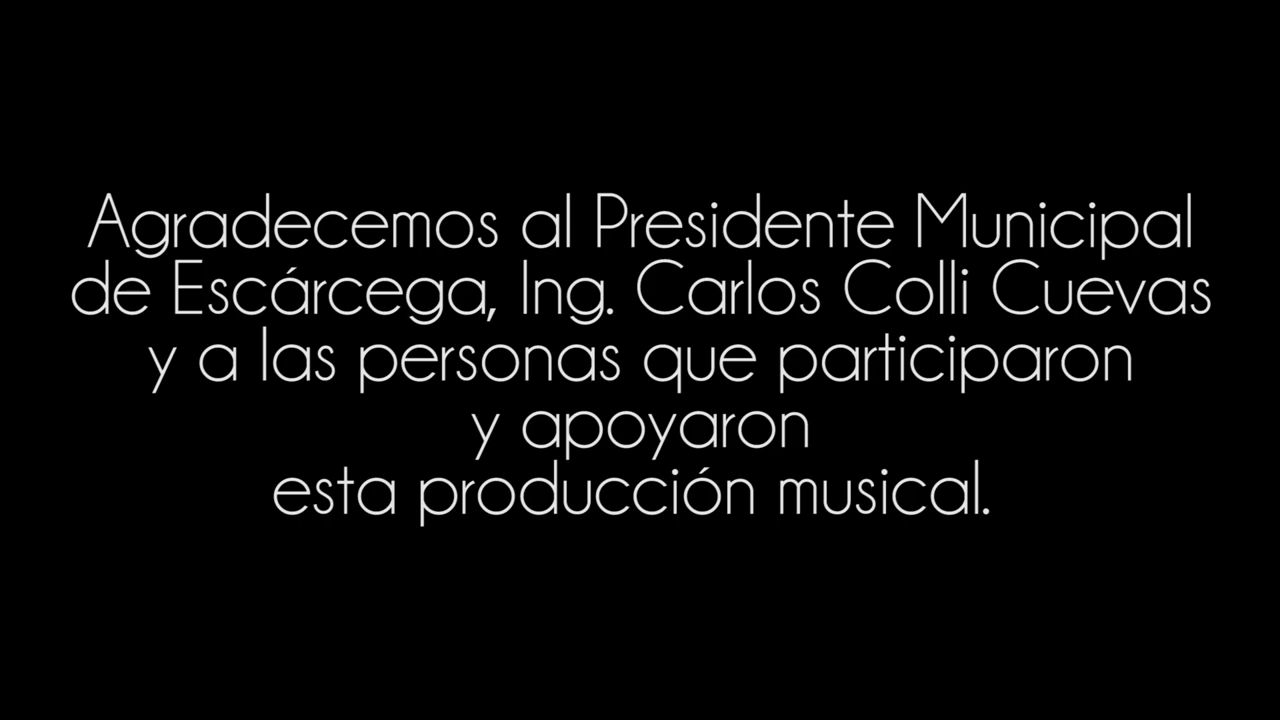 Agradecemos al Presidente Municipal
de Escárcega, Ing. Carlos Colli Cuevas
y a las personas que participaron
y apoyaron
esta producción musical.